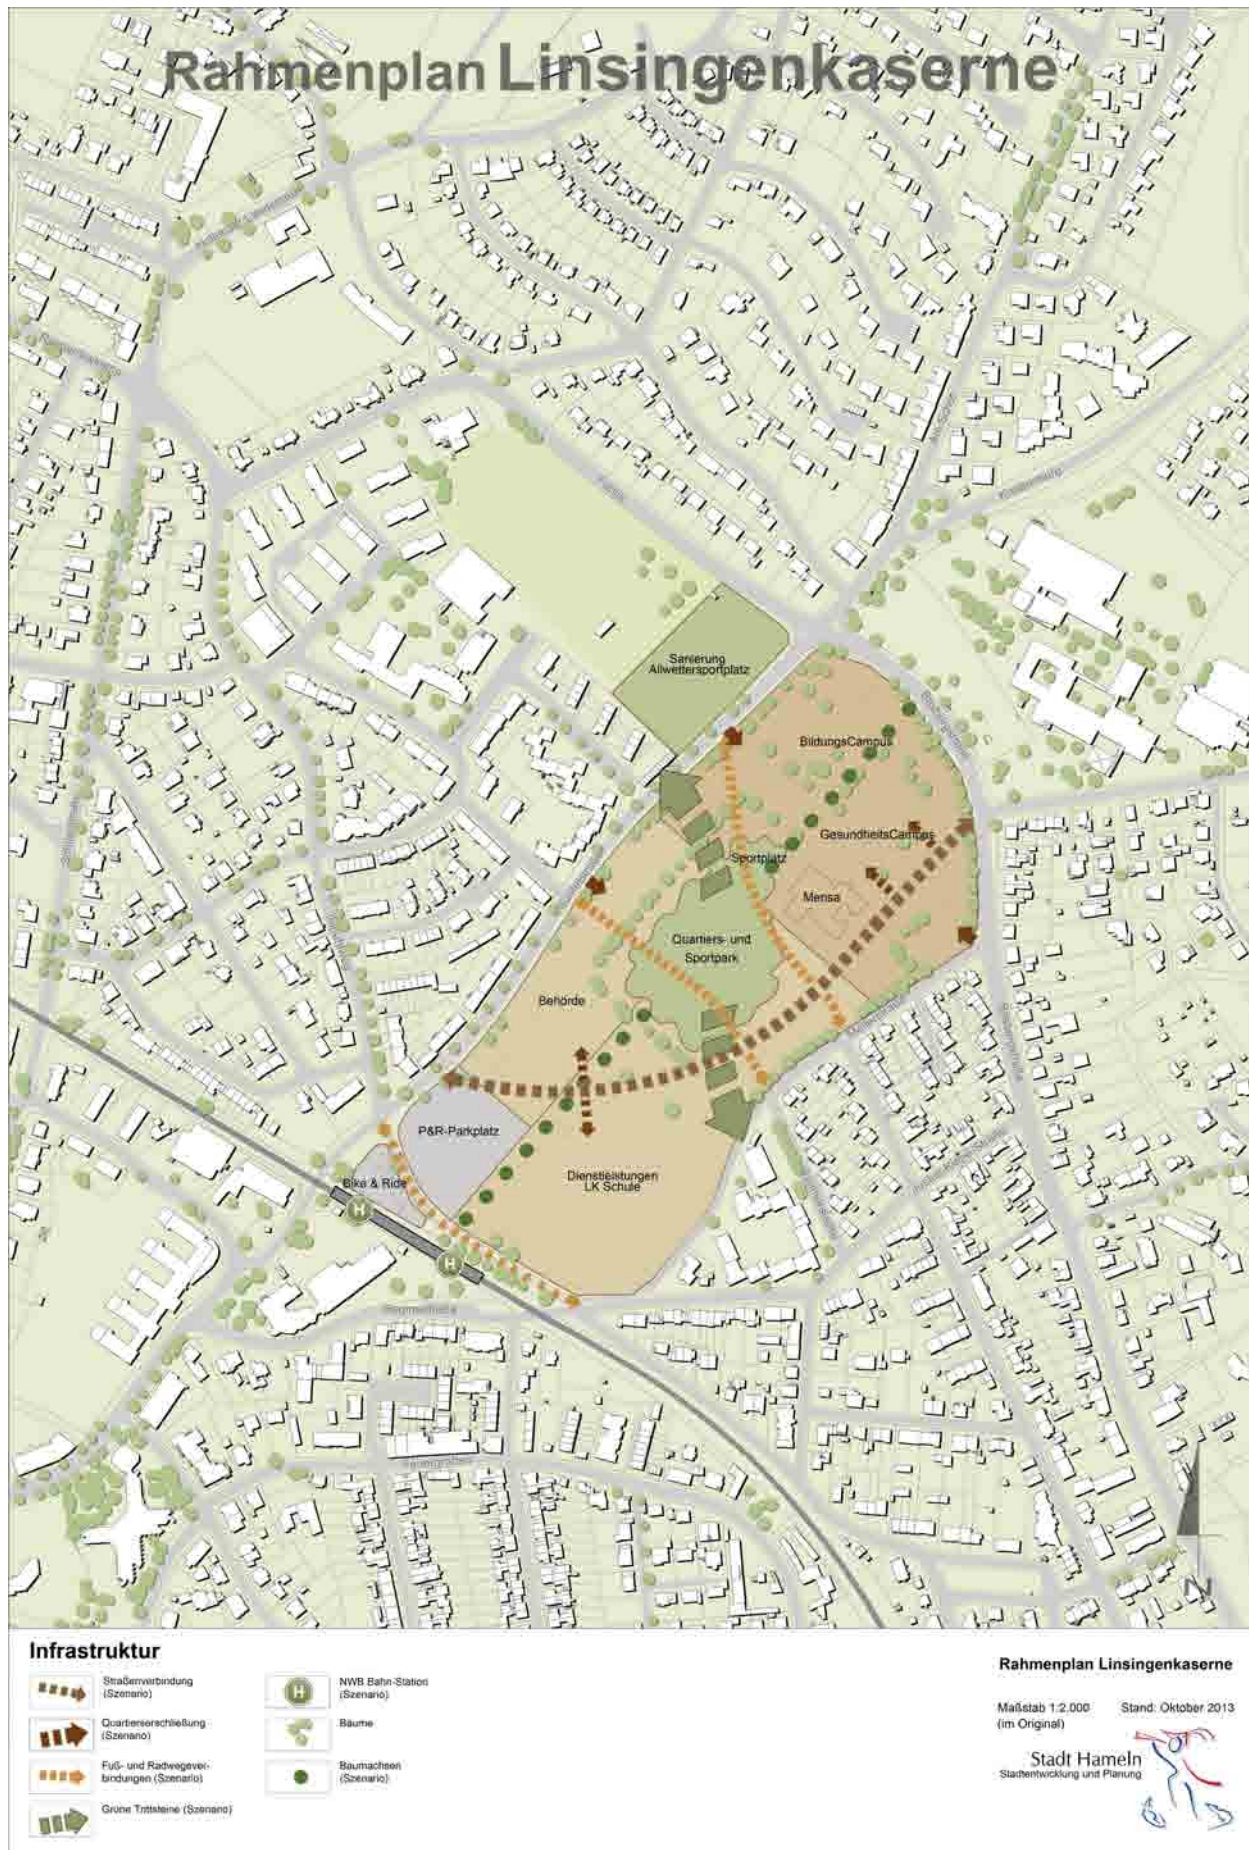 Rahmenplan Linsingenkaserne
Sanierung
Allwettersportplatz
BildungsCampus
GesundheitsCampus
Sportplatz
Mensa
Quartiers- und
Sportpark
Behörde
P&R-Parkplatz
Bike & Ride
Dienstleistungen
LK Schule
H
H
N
Infrastruktur
Straßenverbindung
(Szenario)
Quartierserschließung
(Szenario)
Fuß- und Radwegever-
bindungen (Szenario)
Grüne Trittsteine (Szenario)
H
NWB Bahn-Station
(Szenario)
Bäume
Baumachsen
(Szenario)
Rahmenplan Linsingenkaserne
Maßstab 1:2.000 Stand: Oktober 2013
(im Original)
Stadt Hameln
Stadtentwicklung und Planung